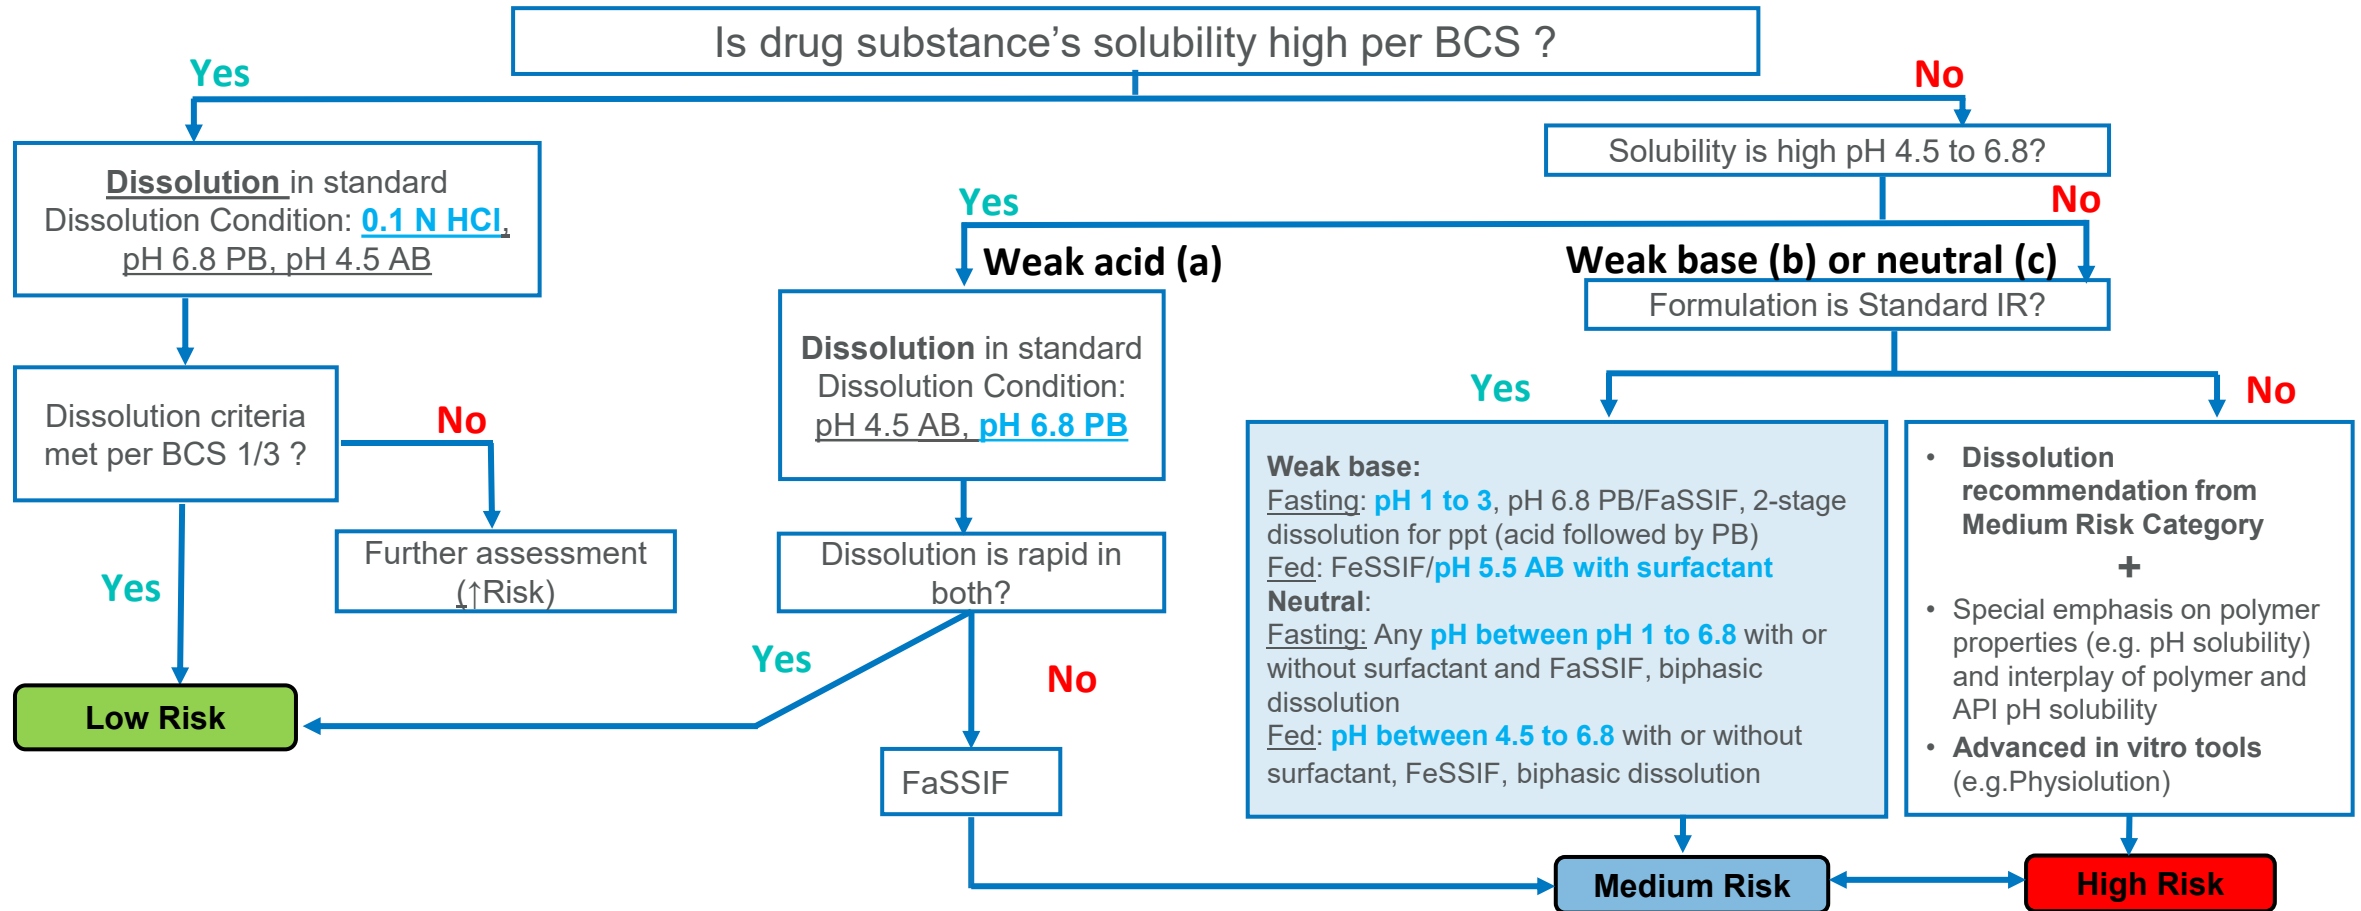 Is drug substance’s solubility high per BCS ?
Yes
No
Dissolution in standard
Dissolution Condition: 0.1 N HCl,
pH 6.8 PB, pH 4.5 AB
Solubility is high pH 4.5 to 6.8?
Yes
No
Weak acid (a)
Weak base (b) or neutral (c)
Dissolution in standard
Dissolution Condition:
pH 4.5 AB, pH 6.8 PB
Formulation is Standard IR?
Dissolution criteria
met per BCS 1/3 ?
No
Yes
Further assessment
(↑Risk)
Dissolution is rapid in
both?
Yes
No
Low Risk
FaSSIF
Yes
No
Weak base:
Fasting: pH 1 to 3, pH 6.8 PB/FaSSIF, 2-stage
dissolution for ppt (acid followed by PB)
Fed: FeSSIF/pH 5.5 AB with surfactant
Neutral:
Fasting: Any pH between pH 1 to 6.8 with or
without surfactant and FaSSIF, biphasic
dissolution
Fed: pH between 4.5 to 6.8 with or without
surfactant, FeSSIF, biphasic dissolution
• Dissolution
recommendation from
Medium Risk Category
+
• Special emphasis on polymer
properties (e.g. pH solubility)
and interplay of polymer and
API pH solubility
• Advanced in vitro tools
(e.g.Physiolution)
Medium Risk
High Risk